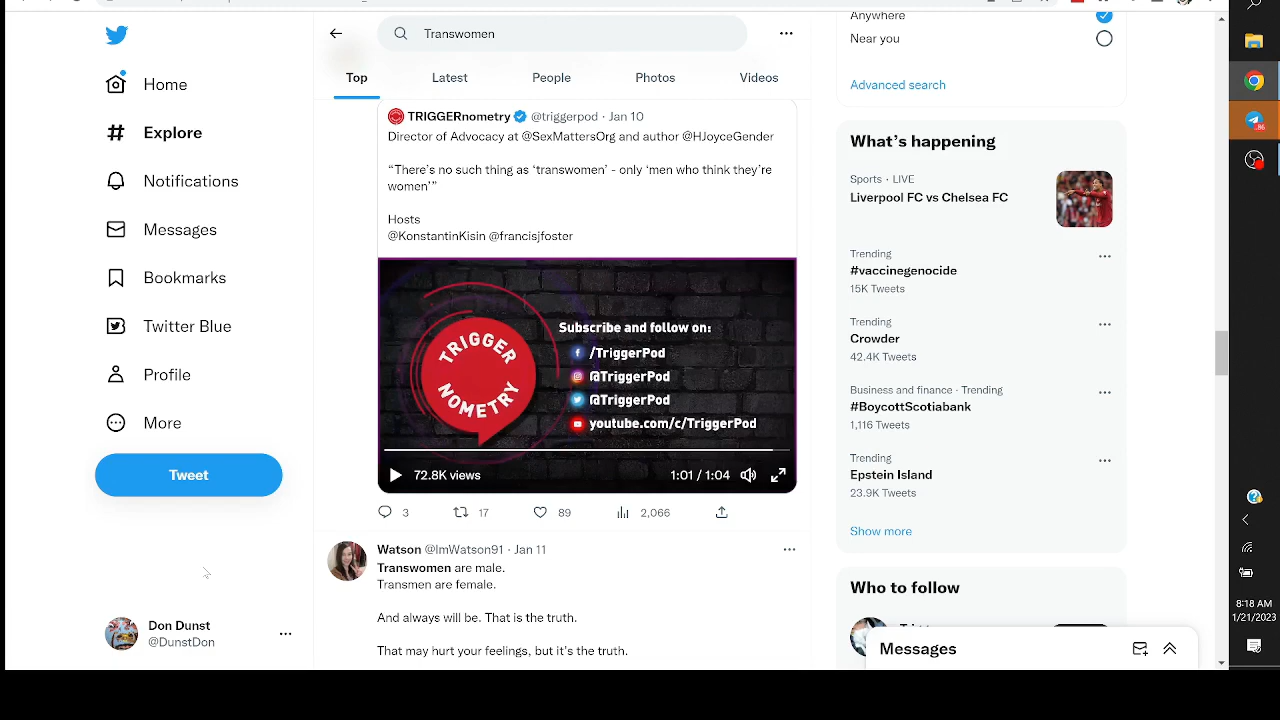 Transwomen
Top
Latest
People
Photos
Videos
Home
Explore
Notifications
Messages
Bookmarks
Twitter Blue
Profile
More
Tweet
Don Dunst
@DunstDon
TRIGGERnometry @triggerpod · Jan 10
Director of Advocacy at @SexMattersOrg and author @HJoyceGender
“There’s no such thing as ‘transwomen’ - only ‘men who think they’re
women’”
Hosts
@KonstantinKisin @francisjfoster
TRIGGER
NOMETRY
Subscribe and follow on:
/TriggerPod
@TriggerPod
@TriggerPod
youtube.com/c/TriggerPod
72.8K views
1:01 / 1:04
3
17
89
2,066
Watson @ImWatson91 · Jan 11
Transwomen are male.
Transmen are female.
And always will be. That is the truth.
That may hurt your feelings, but it’s the truth.
Anywhere
Near you
Advanced search
What’s happening
Sports · LIVE
Liverpool FC vs Chelsea FC
Trending
#vaccinegenocide
15K Tweets
Trending
Crowder
42.4K Tweets
Business and finance · Trending
#BoycottScotiabank
1,116 Tweets
Trending
Epstein Island
23.9K Tweets
Show more
Who to follow
Messages
8:18 AM
1/21/2023